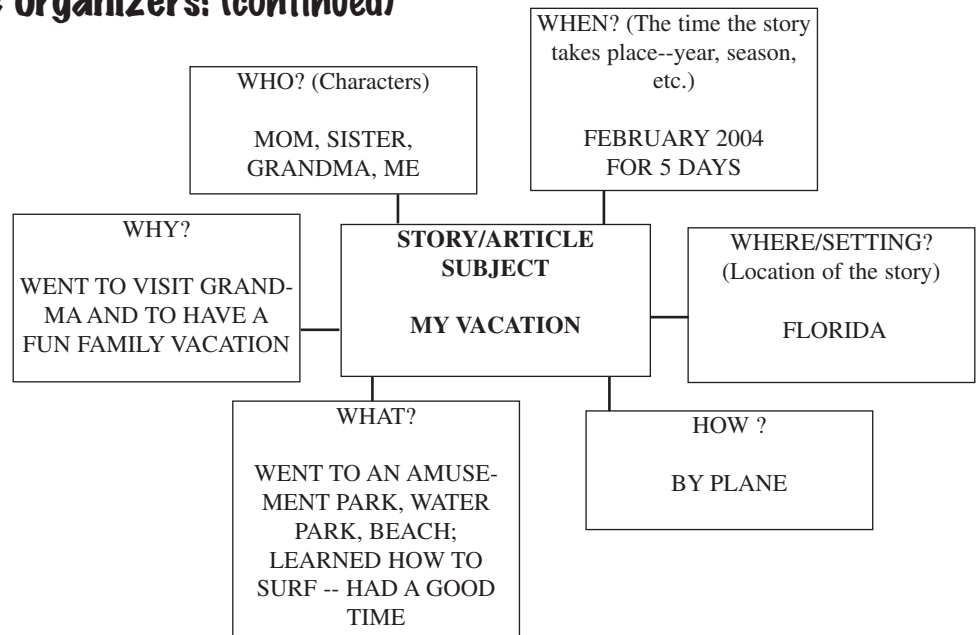 Organizers: (continued)
WHO? (Characters)
MOM, SISTER,
GRANDMA, ME
WHEN? (The time the story
takes place--year, season,
etc.)
FEBRUARY 2004
FOR 5 DAYS
WHY?
WENT TO VISIT GRAND-
MA AND TO HAVE A
FUN FAMILY VACATION
STORY/ARTICLE
SUBJECT
MY VACATION
WHERE/SETTING?
(Location of the story)
FLORIDA
WHAT?
WENT TO AN AMUSE-
MENT PARK, WATER
PARK, BEACH;
LEARNED HOW TO
SURF -- HAD A GOOD
TIME
HOW ?
BY PLANE